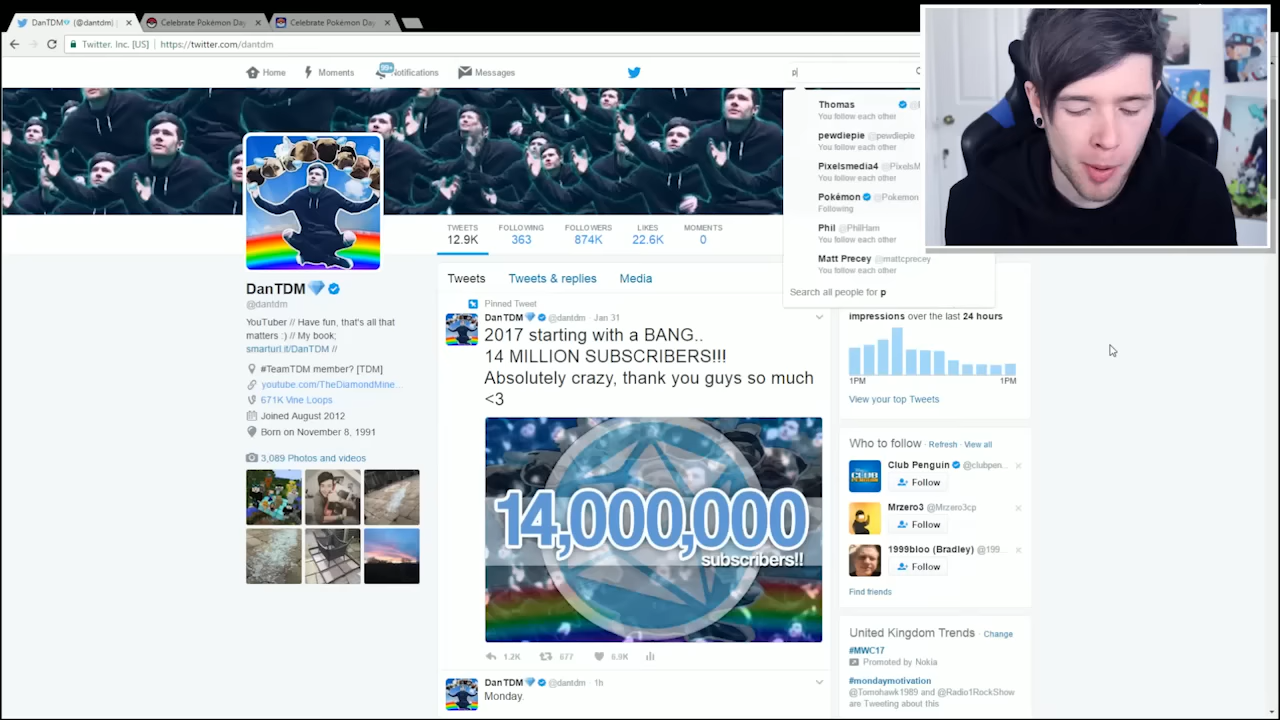 DanTDM💎 (@dantdm) |
Celebrate Pokémon Day
Celebrate Pokémon Day
Twitter, Inc. [US]
https://twitter.com/dantdm
Home
Moments
99+
Notifications
Messages
p
Thomas
You follow each other
pewdiepie @pewdiepie
You follow each other
Pixelsmedia4 @PixelsM
You follow each other
Pokémon @Pokemon
Following
Phil @PhilHam
You follow each other
Matt Precey @mattcprecey
You follow each other
Search all people for p
TWEETS
12.9K
FOLLOWING
363
FOLLOWERS
874K
LIKES
22.6K
MOMENTS
0
DanTDM💎
@dantdm
YouTuber // Have fun, that's all that
matters :) // My book;
smarturl.it/DanTDM //
#TeamTDM member? [TDM]
youtube.com/TheDiamondMine...
671K Vine Loops
Joined August 2012
Born on November 8, 1991
3,089 Photos and videos
Tweets
Tweets & replies
Media
Pinned Tweet
DanTDM💎 @dantdm · Jan 31
2017 starting with a BANG..
14 MILLION SUBSCRIBERS!!!
Absolutely crazy, thank you guys so much
<3
14,000,000
subscribers!!
1.2K
677
6.9K
DanTDM💎 @dantdm · 1h
Monday.
impressions over the last 24 hours
1PM
1PM
View your top Tweets
Who to follow · Refresh · View all
Club Penguin @clubpen...
Follow
Mrzero3 @Mrzero3cp
Follow
1999bloo (Bradley) @199...
Follow
Find friends
United Kingdom Trends · Change
#MWC17
Promoted by Nokia
#mondaymotivation
@Tomohawk1989 and @Radio1RockShow
are Tweeting about this